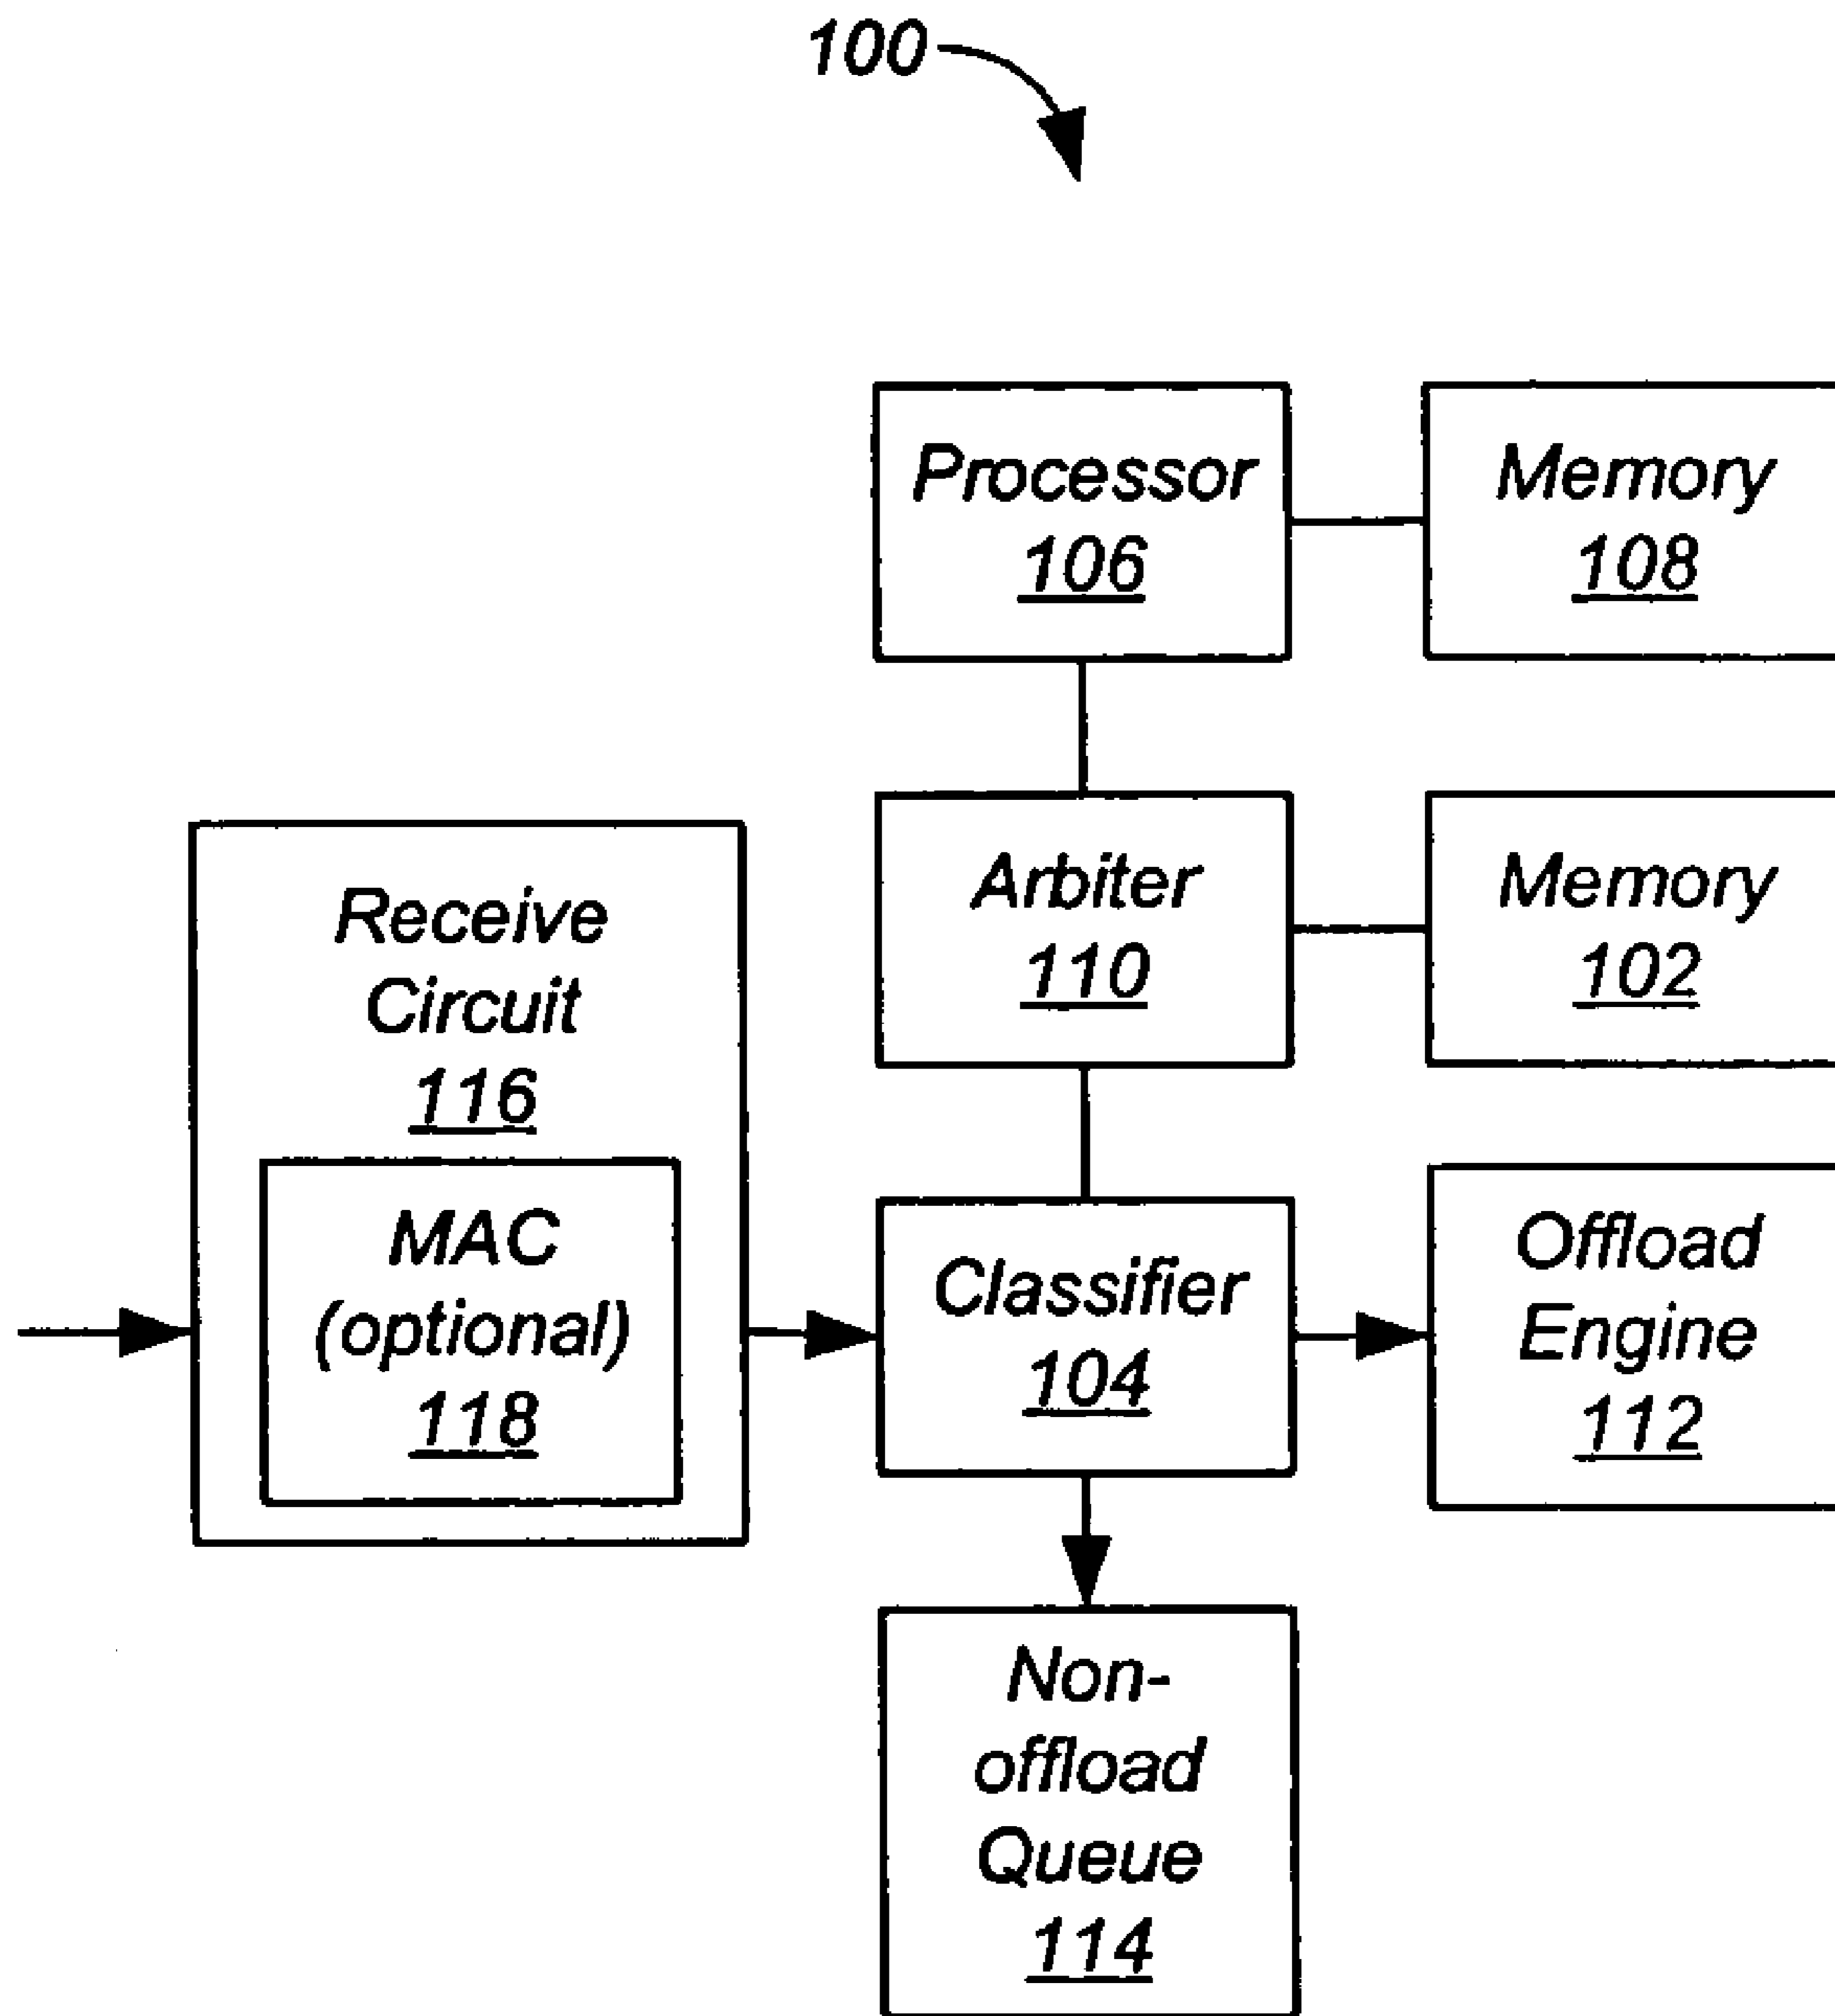 100
Processor
106
Memory
108
Arbiter
110
Memory
102
Receive
Circuit
116
MAC
(optional)
118
Classifier
104
Offload
Engine
112
Non-
offload
Queue
114